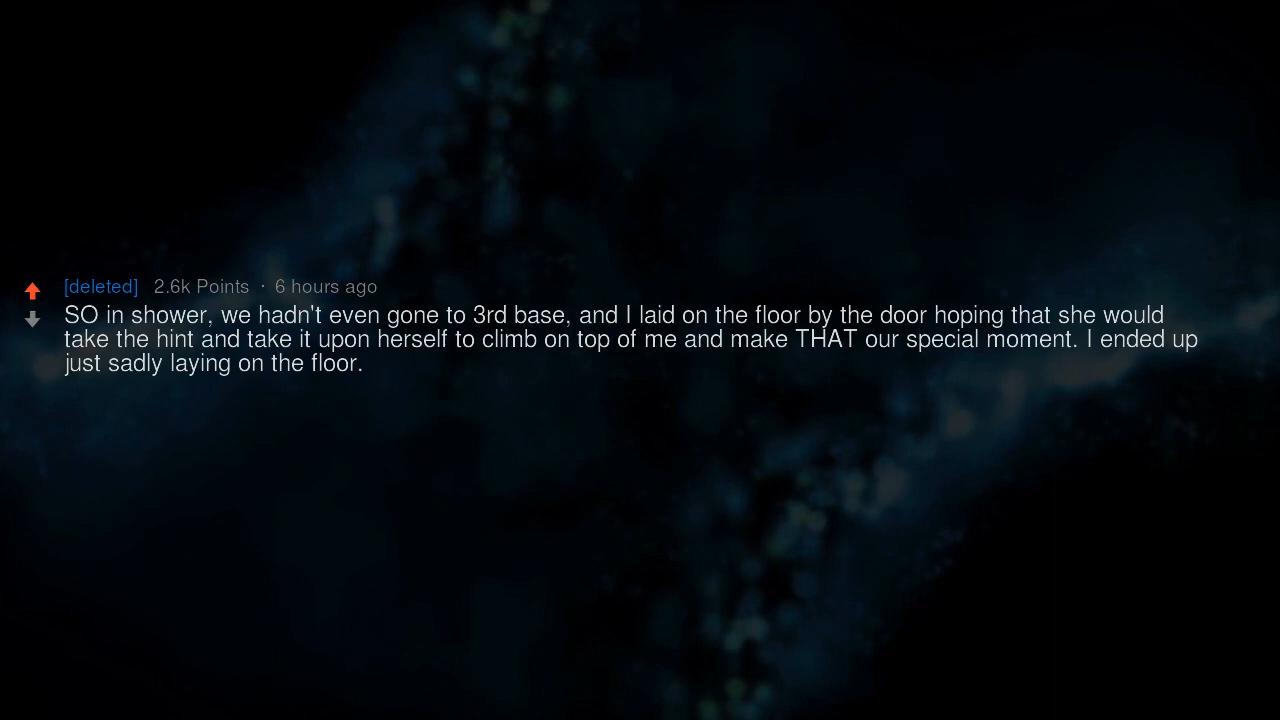 [deleted] 2.6k Points · 6 hours ago
SO in shower, we hadn't even gone to 3rd base, and I laid on the floor by the door hoping that she would
take the hint and take it upon herself to climb on top of me and make THAT our special moment. I ended up
just sadly laying on the floor.